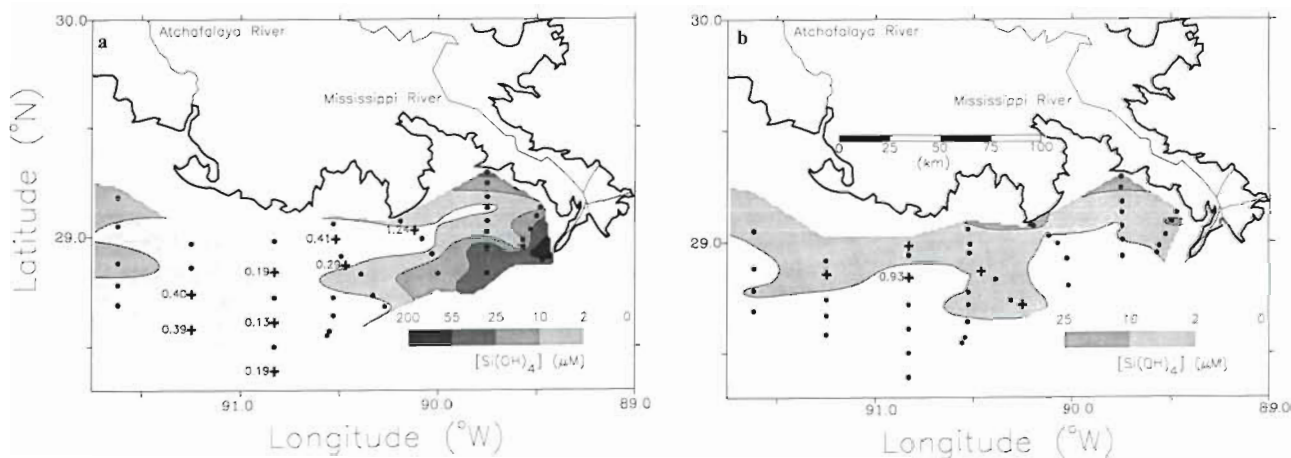 a
30.0
Atchafalaya River
Mississippi River
Latitude (°N)
29.0
0.41
1.24
0.29
0.19
0.40
0.39
0.13
0.19
200 55 25 10 2 0
[Si(OH)4] (μM)
91.0 90.0 89.0
Longitude (°W)
b
30.0
Atchafalaya River
Mississippi River
0 25 50 75 100
(km)
29.0
0.93
25 10 2 0
[Si(OH)4] (μM)
91.0 90.0 89.0
Longitude (°W)